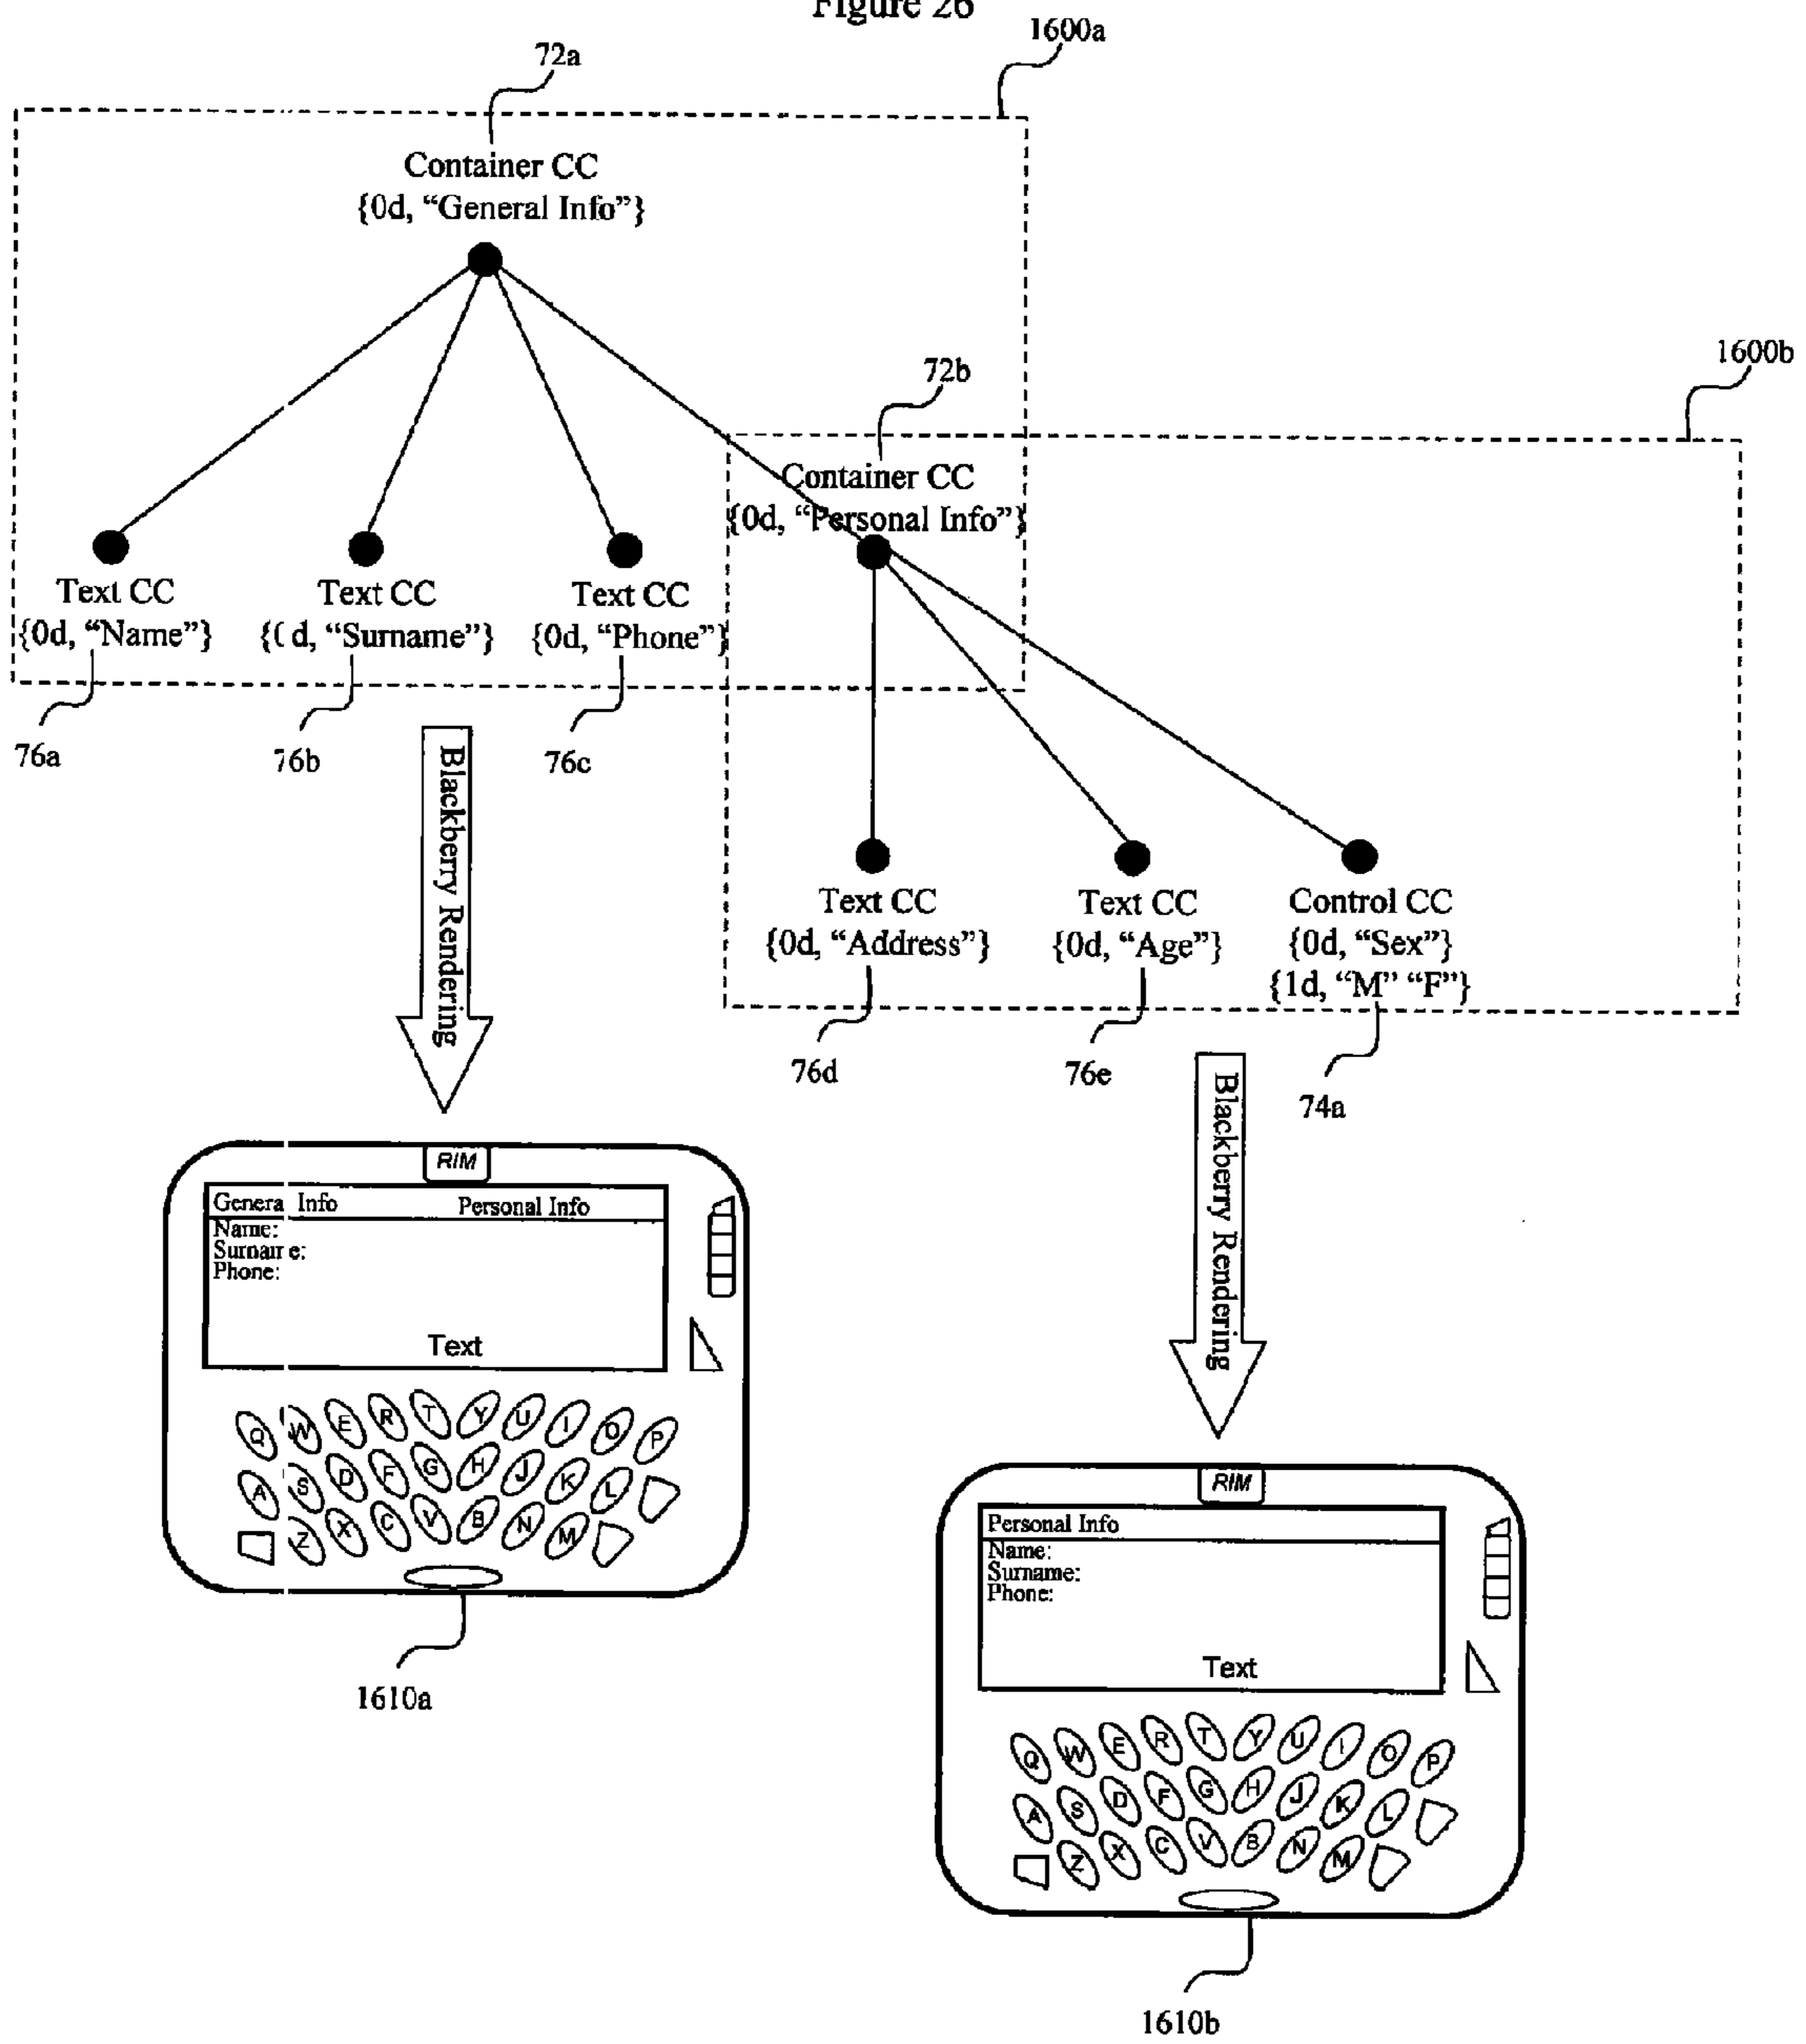 Figure 26
1600a
72a
Container CC
{0d, “General Info”}
1600b
72b
Container CC
{0d, “Personal Info”}
Text CC
{0d, “Name”}
Text CC
{( d, “Surname”}
Text CC
{0d, “Phone”}
76a
76b
76c
Blackberry Rendering
Text CC
{0d, “Address”}
Text CC
{0d, “Age”}
Control CC
{0d, “Sex”}
{1d, “M” “F”}
76d
76e
74a
Blackberry Rendering
RIM
Genera Info Personal Info
Name:
Surname:
Phone:
Text
Q W E R T Y U I O P
A S D F G H J K L
Z X C V B N M
1610a
RIM
Personal Info
Name:
Surname:
Phone:
Text
Q W E R T Y U I O P
A S D F G H J K L
Z X C V B N M
1610b